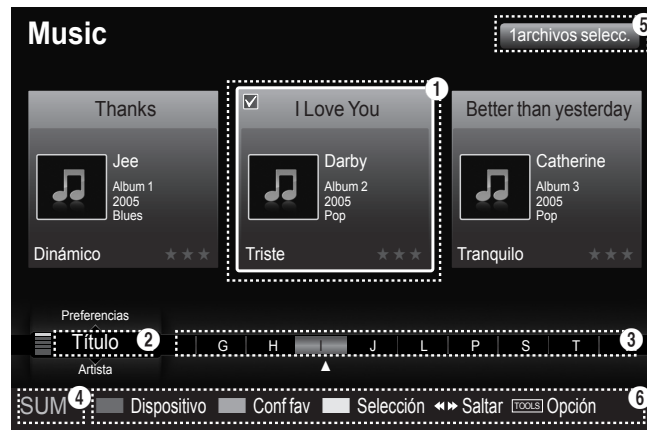 Music
1archivos selecc.
5
1
Thanks
Jee
Album 1
2005
Blues
Dinámico
I Love You
Darby
Album 2
2005
Pop
Triste
Better than yesterday
Catherine
Album 3
2005
Pop
Tranquilo
Preferencias
Título 2
Artista
G H I J L P S T 3
SUM 4 Dispositivo Conf fav Selección Saltar TOOLS Opción 6